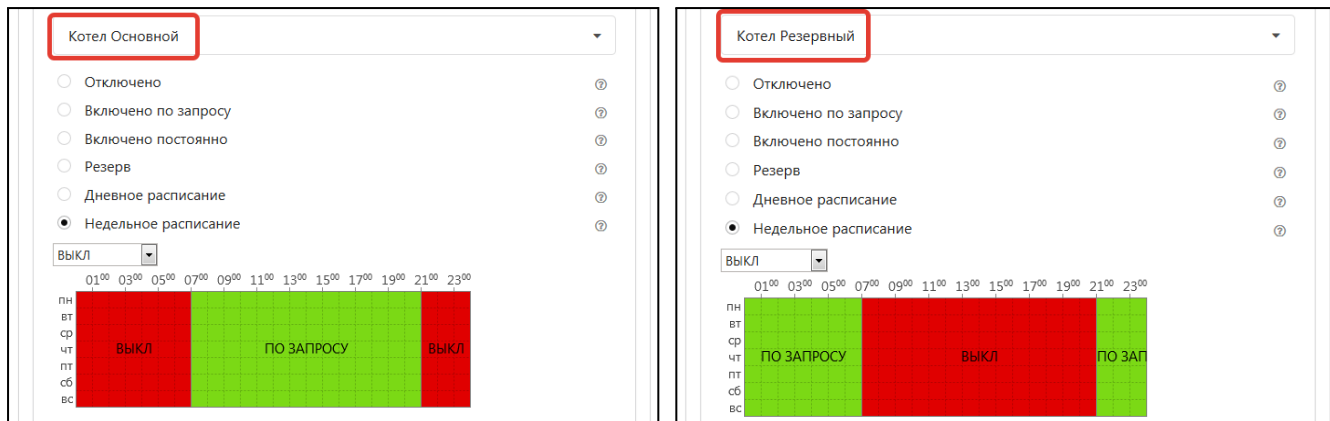 Котел Основной
Отключено
Включено по запросу
Включено постоянно
Резерв
Дневное расписание
Недельное расписание
ВЫКЛ
01⁰⁰ 03⁰⁰ 05⁰⁰ 07⁰⁰ 09⁰⁰ 11⁰⁰ 13⁰⁰ 15⁰⁰ 17⁰⁰ 19⁰⁰ 21⁰⁰ 23⁰⁰
пн
вт
ср
чт ВЫКЛ ПО ЗАПРОСУ ВЫКЛ
пт
сб
вс
Котел Резервный
Отключено
Включено по запросу
Включено постоянно
Резерв
Дневное расписание
Недельное расписание
ВЫКЛ
01⁰⁰ 03⁰⁰ 05⁰⁰ 07⁰⁰ 09⁰⁰ 11⁰⁰ 13⁰⁰ 15⁰⁰ 17⁰⁰ 19⁰⁰ 21⁰⁰ 23⁰⁰
пн
вт
ср
чт ПО ЗАПРОСУ ВЫКЛ ПО ЗАП
пт
сб
вс